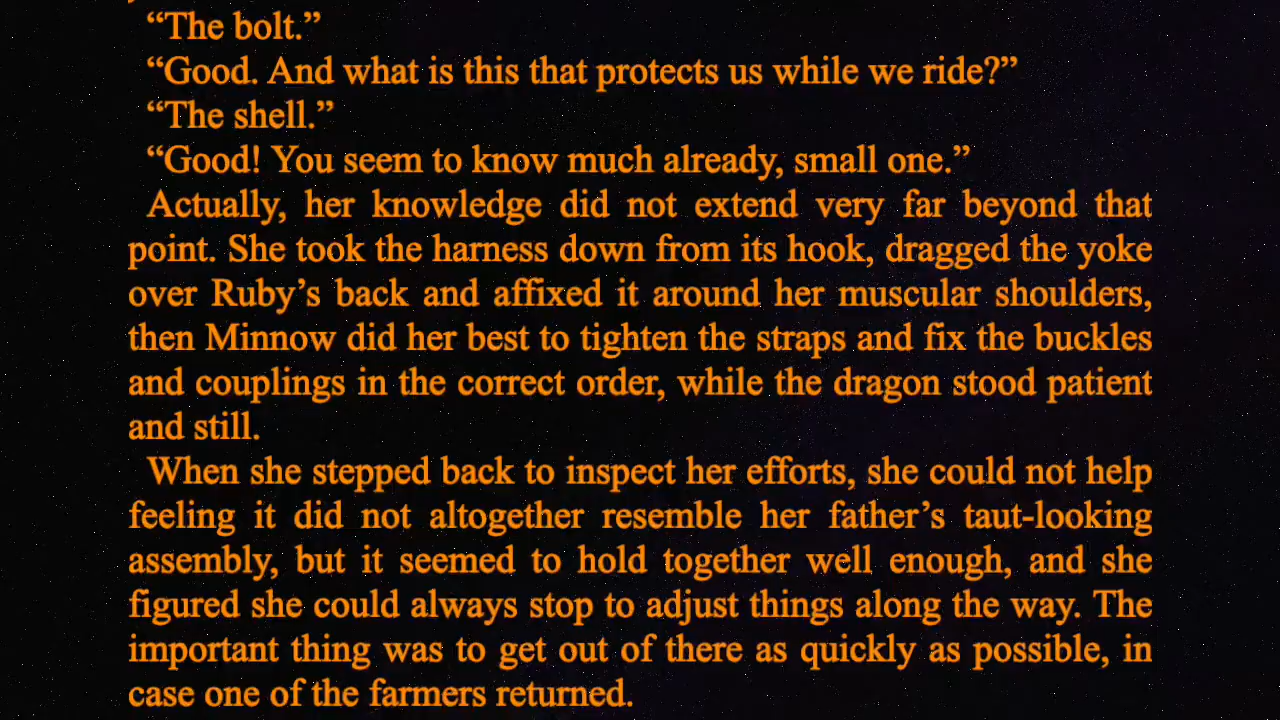 “The bolt.”
“Good. And what is this that protects us while we ride?”
“The shell.”
“Good! You seem to know much already, small one.”
Actually, her knowledge did not extend very far beyond that
point. She took the harness down from its hook, dragged the yoke
over Ruby’s back and affixed it around her muscular shoulders,
then Minnow did her best to tighten the straps and fix the buckles
and couplings in the correct order, while the dragon stood patient
and still.
When she stepped back to inspect her efforts, she could not help
feeling it did not altogether resemble her father’s taut-looking
assembly, but it seemed to hold together well enough, and she
figured she could always stop to adjust things along the way. The
important thing was to get out of there as quickly as possible, in
case one of the farmers returned.